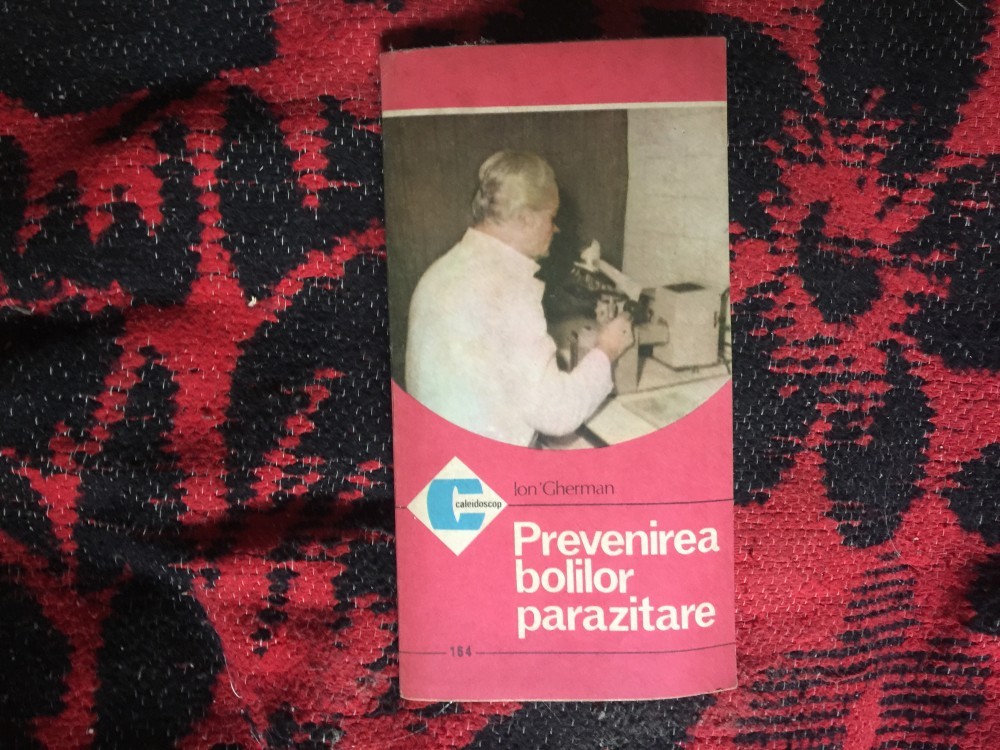 Ion Gherman
caleidoscop
Prevenirea
bolilor
parazitare
164